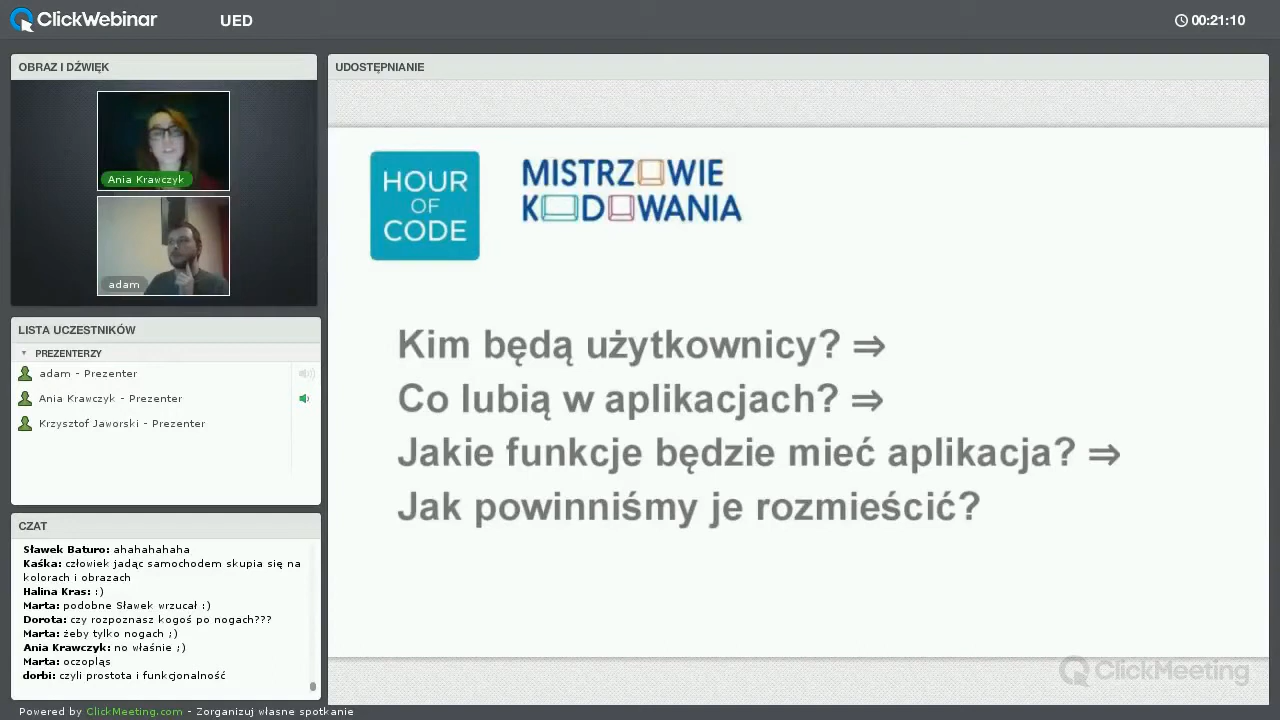 ClickWebinar
UED
00:21:10
OBRAZ I DŹWIĘK
Ania Krawczyk
adam
LISTA UCZESTNIKÓW
PREZENTERZY
adam - Prezenter
Ania Krawczyk - Prezenter
Krzysztof Jaworski - Prezenter
CZAT
Sławek Baturo: ahahahahaha
Kaśka: człowiek jadąc samochodem skupia się na
kolorach i obrazach
Halina Kras: :)
Marta: podobne Sławek wrzucał :)
Dorota: czy rozpoznasz kogoś po nogach???
Marta: żeby tylko nogach ;)
Ania Krawczyk: no właśnie ;)
Marta: oczopląs
dorbi: czyli prostota i funkcjonalność
UDOSTĘPNIANIE
HOUR
OF
CODE
MISTRZOWIE
KODOWANIA
Kim będą użytkownicy? ⇒
Co lubią w aplikacjach? ⇒
Jakie funkcje będzie mieć aplikacja? ⇒
Jak powinniśmy je rozmieścić?
ClickMeeting
Powered by ClickMeeting.com - Zorganizuj własne spotkanie